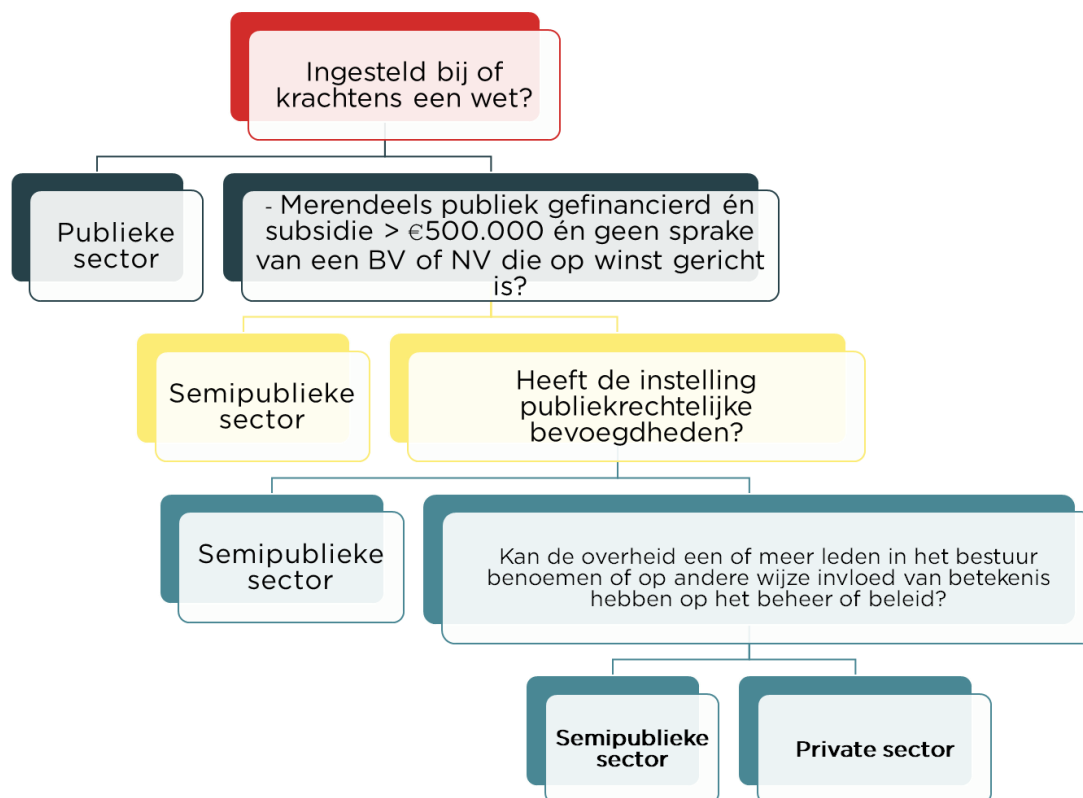 Ingesteld bij of
krachtens een wet?
Publieke
sector
- Merendeels publiek gefinancierd én
subsidie > €500.000 én geen sprake
van een BV of NV die op winst gericht
is?
Semipublieke
sector
Heeft de instelling
publiekrechtelijke
bevoegdheden?
Semipublieke
sector
Kan de overheid een of meer leden in het bestuur
benoemen of op andere wijze invloed van betekenis
hebben op het beheer of beleid?
Semipublieke
sector
Private sector